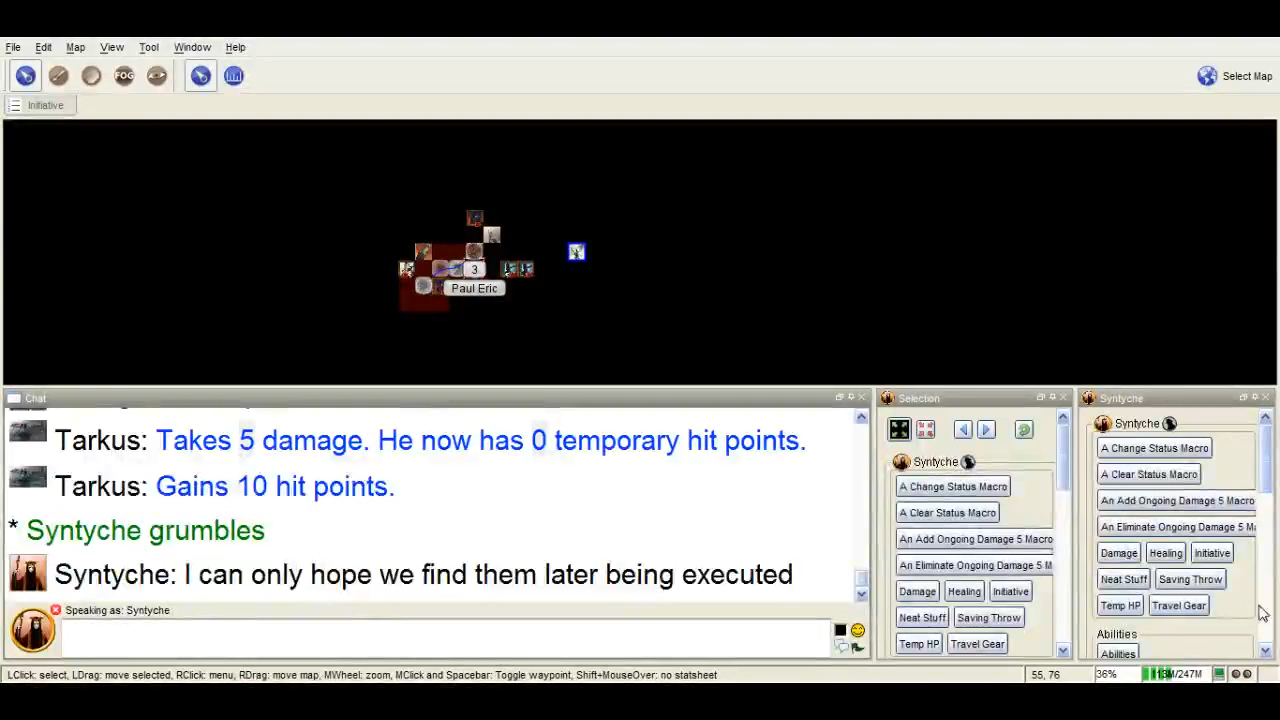 File Edit Map View Tool Window Help
FOG
Select Map
Initiative
3
Paul Eric
Chat
Tarkus: Takes 5 damage. He now has 0 temporary hit points.
Tarkus: Gains 10 hit points.
* Syntyche grumbles
Syntyche: I can only hope we find them later being executed
Speaking as: Syntyche
Selection
Syntyche
A Change Status Macro
A Clear Status Macro
An Add Ongoing Damage 5 Macro
An Eliminate Ongoing Damage 5 M
Damage Healing Initiative
Neat Stuff Saving Throw
Temp HP Travel Gear
Syntyche
Syntyche
A Change Status Macro
A Clear Status Macro
An Add Ongoing Damage 5 Macro
An Eliminate Ongoing Damage 5 Ma
Damage Healing Initiative
Neat Stuff Saving Throw
Temp HP Travel Gear
Abilities
Abilities
LClick: select, LDrag: move selected, RClick: menu, RDrag: move map, MWheel: zoom, MClick and Spacebar: Toggle waypoint, Shift+MouseOver: no statsheet
55, 76
36%
113M/247M